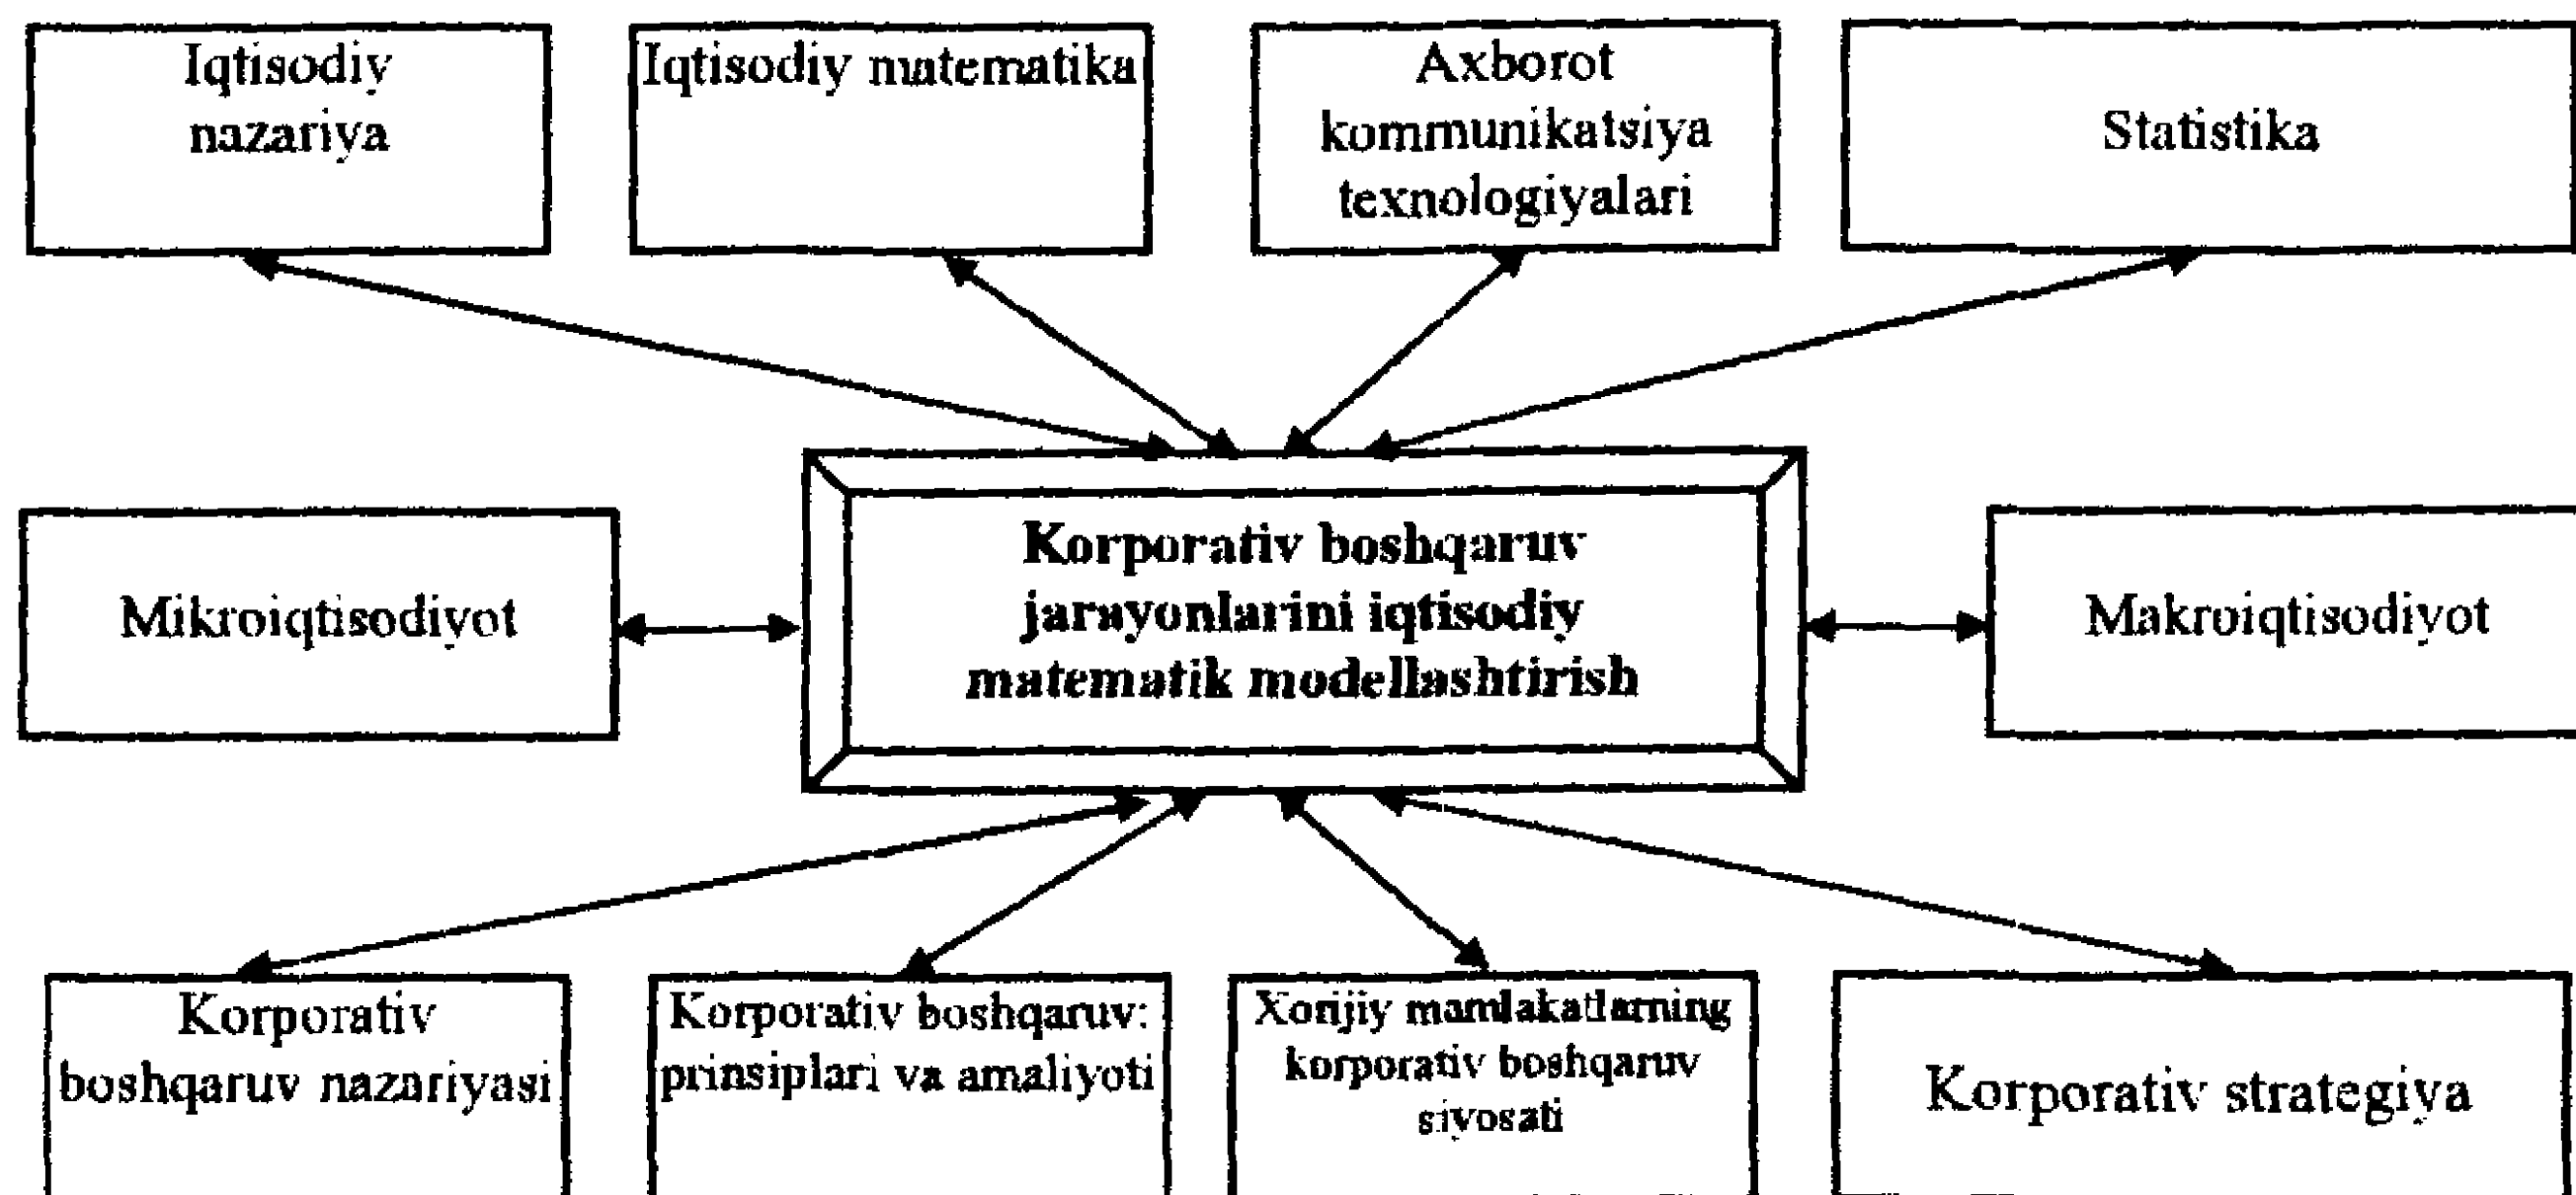 Iqtisodiy
nazariya
Iqtisodiy matematika
Axborot
kommunikatsiya
texnologiyalari
Statistika
Mikroiqtisodiyot
Korporativ boshqaruv
jarayonlarini iqtisodiy
matematik modellashtirish
Makroiqtisodiyot
Korporativ
boshqaruv nazariyasi
Korporativ boshqaruv:
prinsiplari va amaliyoti
Xorijiy mamlakatlarning
korporativ boshqaruv
siyosati
Korporativ strategiya